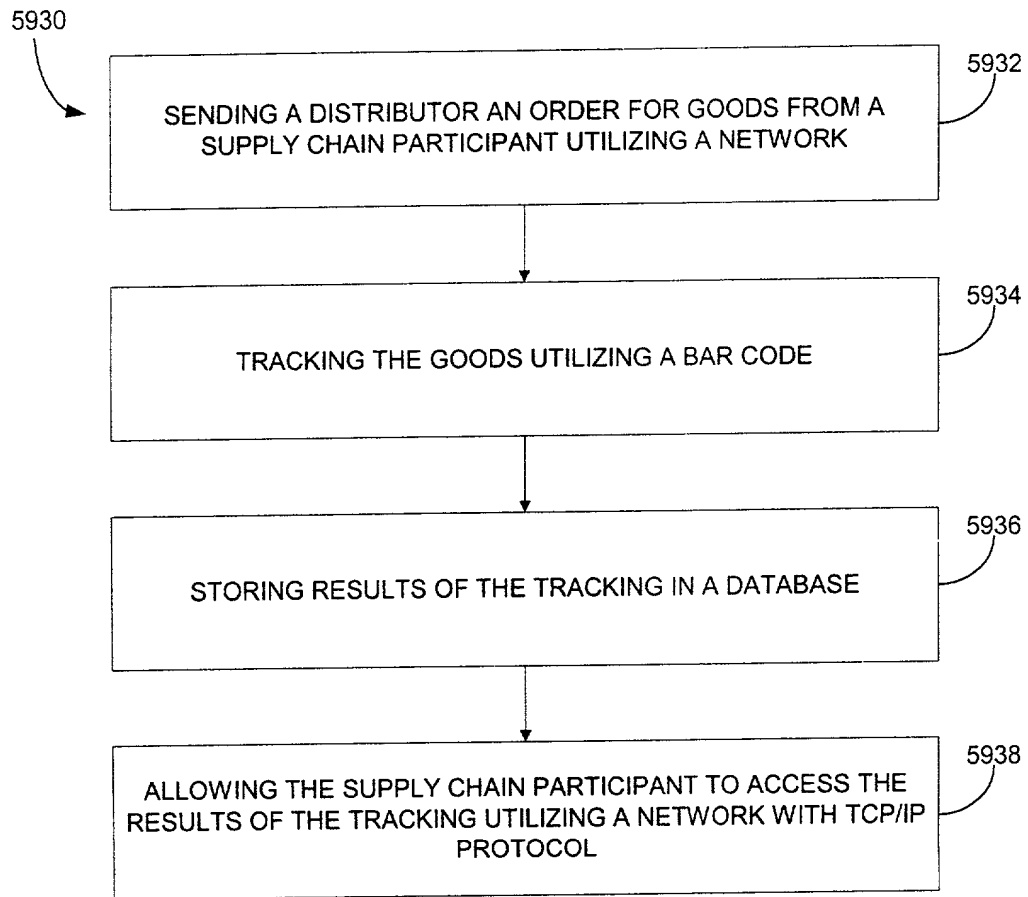 5930
5932
SENDING A DISTRIBUTOR AN ORDER FOR GOODS FROM A
SUPPLY CHAIN PARTICIPANT UTILIZING A NETWORK
5934
TRACKING THE GOODS UTILIZING A BAR CODE
5936
STORING RESULTS OF THE TRACKING IN A DATABASE
5938
ALLOWING THE SUPPLY CHAIN PARTICIPANT TO ACCESS THE
RESULTS OF THE TRACKING UTILIZING A NETWORK WITH TCP/IP
PROTOCOL